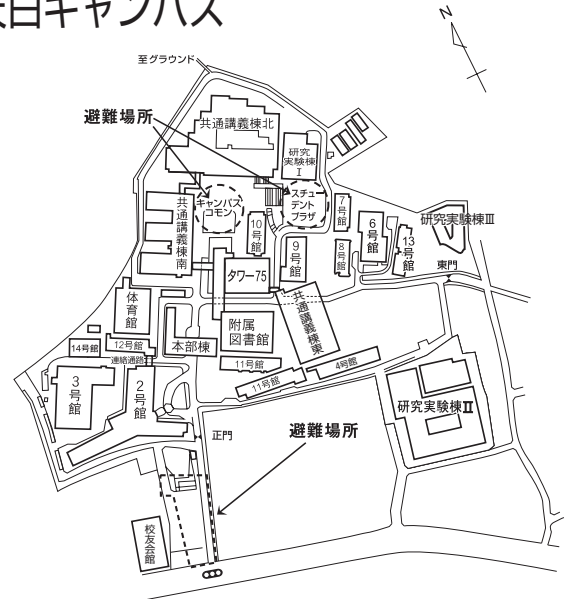 天白キャンパス
N
至グラウンド
避難場所
共通講義棟北
研究
実験棟
I
キャンパス
コモン
スチュ
デント
プラザ
共通講義棟南
10号館
7号館
6号館
研究実験棟III
13号館
9号館
8号館
東門
タワー75
体育館
共通講義棟東
附属
図書館
本部棟
14号館
12号館
連絡通路
11号館
4号館
11号館
3号館
2号館
研究実験棟II
正門
避難場所
校友会館